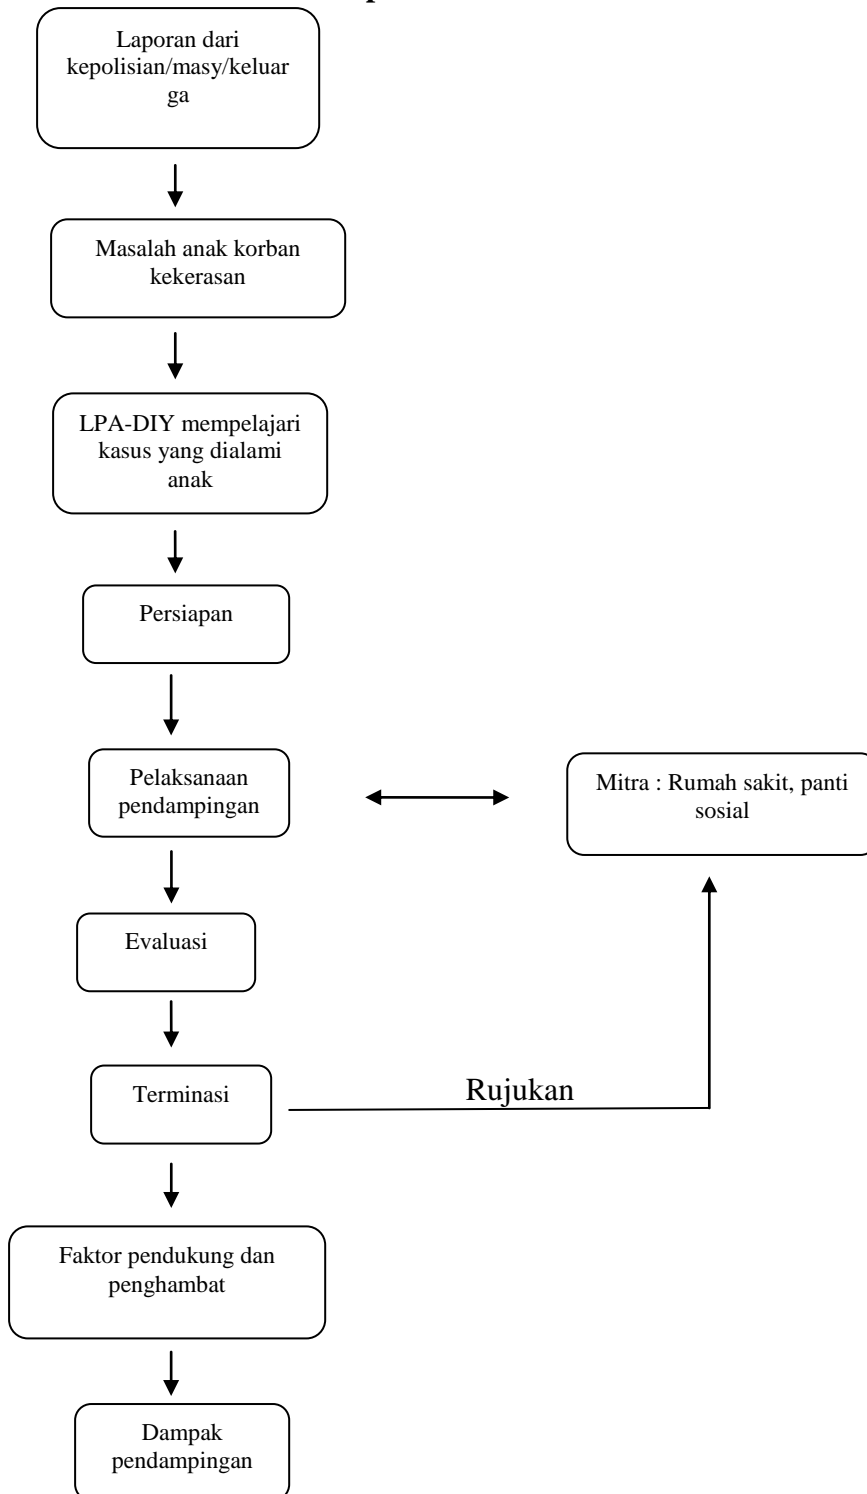 Laporan dari
kepolisian/masy/keluar
ga
Masalah anak korban
kekerasan
LPA-DIY mempelajari
kasus yang dialami
anak
Persiapan
Pelaksanaan
pendampingan
Mitra : Rumah sakit, panti
sosial
Evaluasi
Terminasi
Rujukan
Faktor pendukung dan
penghambat
Dampak
pendampingan